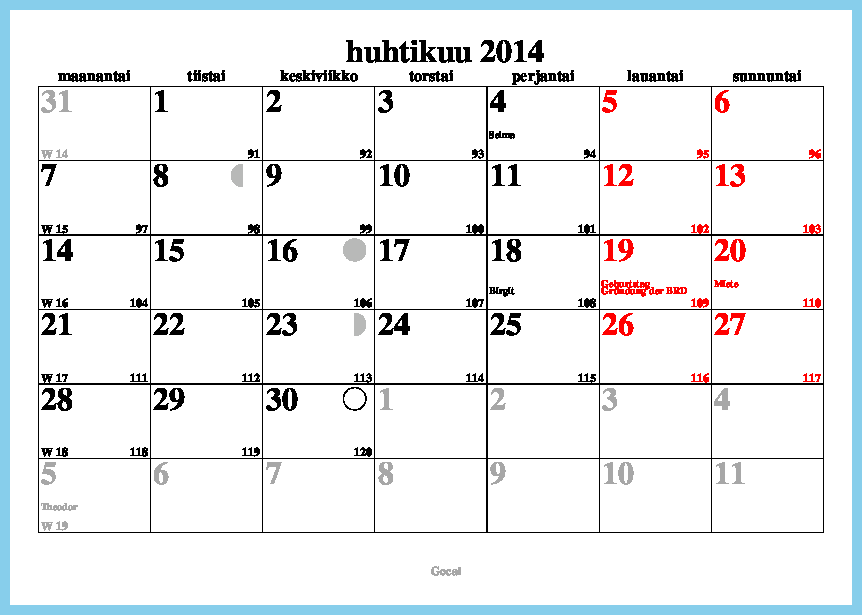 huhtikuu 2014
maanantai tiistai keskiviikko torstai perjantai lauantai sunnuntai
31 1 2 3 4 5 6
Selma
W 14 91 92 93 94 95 96
7 8 9 10 11 12 13
W 15 97 98 99 100 101 102 103
14 15 16 17 18 19 20
Geburtstag Miete
Birgit Gründung der BRD
W 16 104 105 106 107 108 109 110
21 22 23 24 25 26 27
W 17 111 112 113 114 115 116 117
28 29 30 1 2 3 4
W 18 118 119 120
5 6 7 8 9 10 11
Theodor
W 19
Gocal